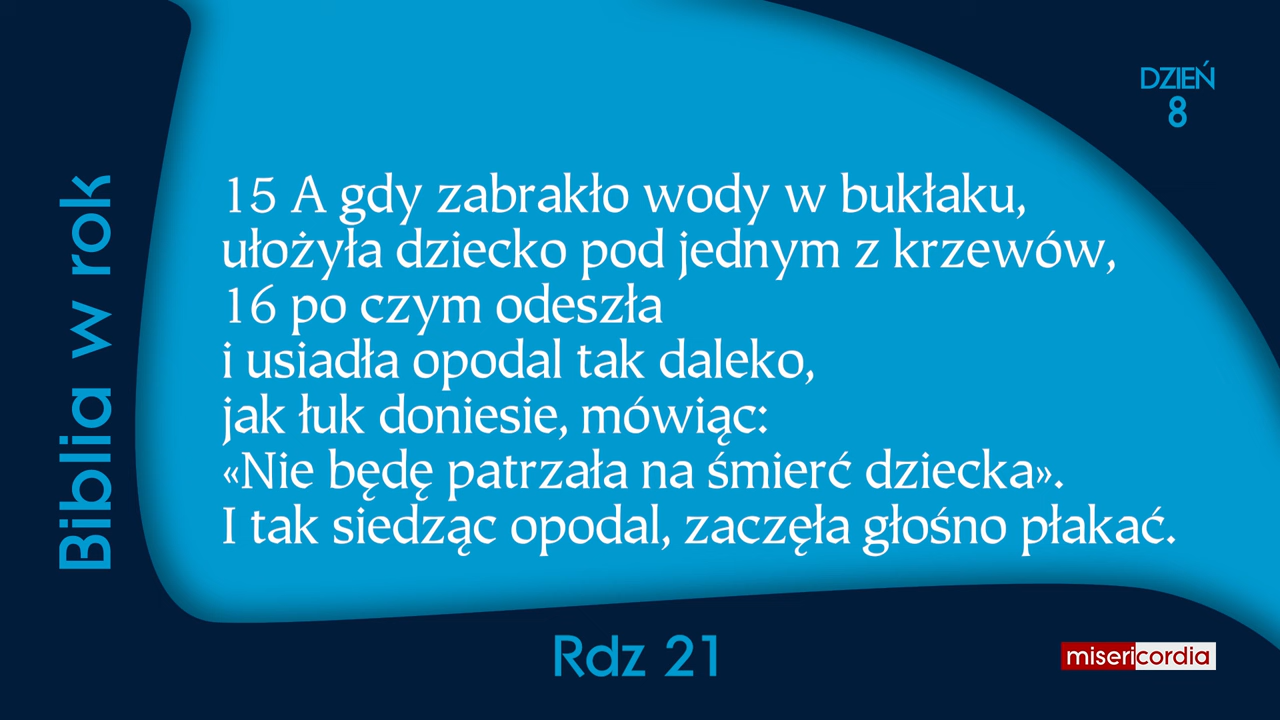 DZIEŃ
8
Biblia w rok
15 A gdy zabrakło wody w bukłaku,
ułożyła dziecko pod jednym z krzewów,
16 po czym odeszła
i usiadła opodal tak daleko,
jak łuk doniesie, mówiąc:
«Nie będę patrzała na śmierć dziecka».
I tak siedząc opodal, zaczęła głośno płakać.
Rdz 21
misericordia